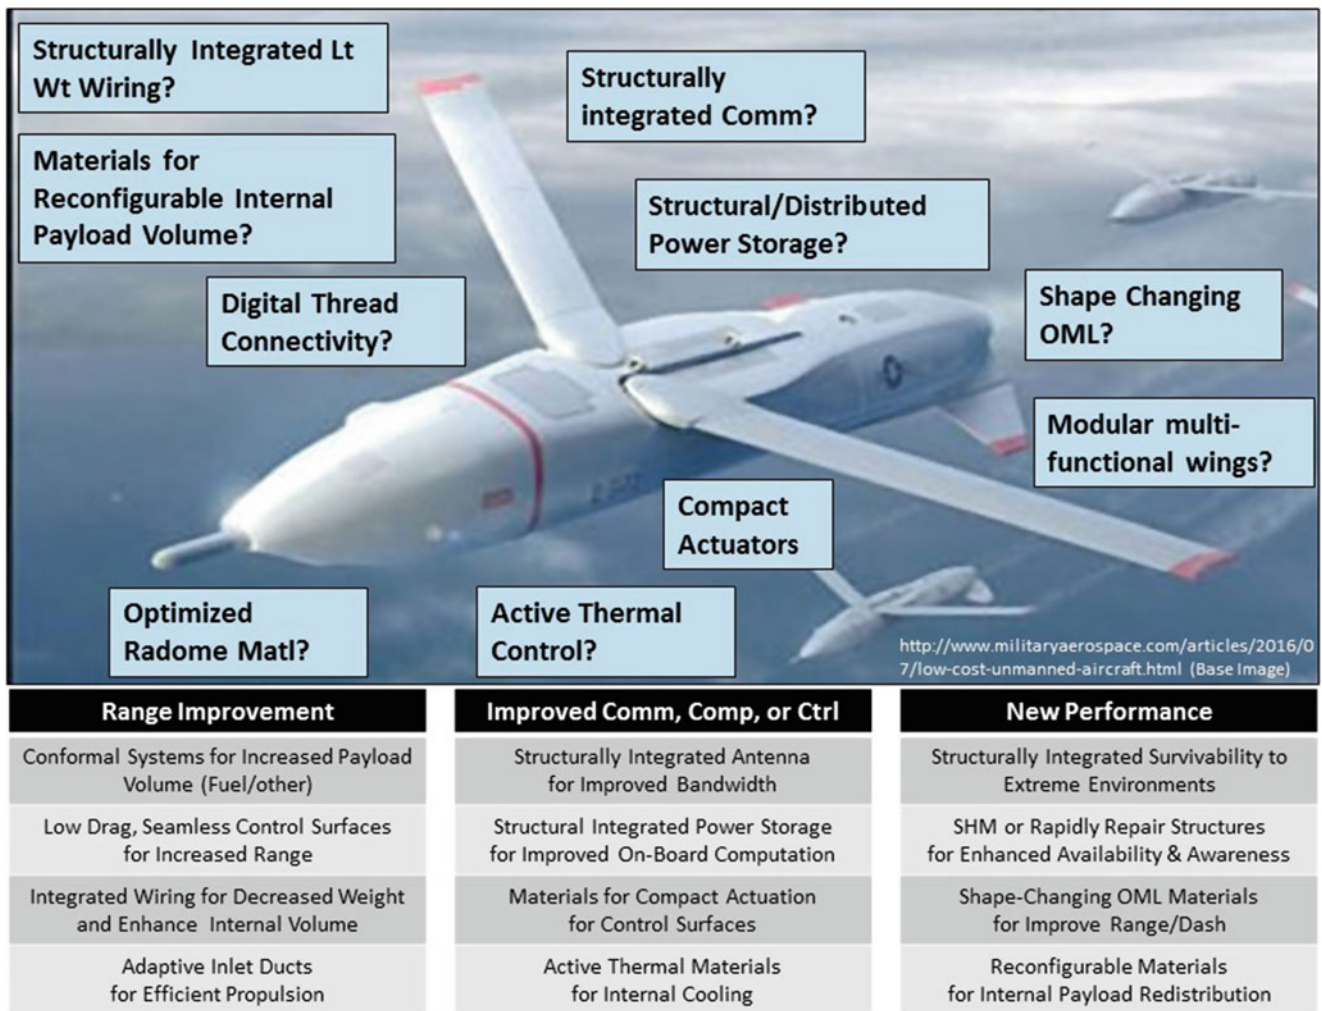 Structurally Integrated Lt
Wt Wiring?
Structurally
integrated Comm?
Materials for
Reconfigurable Internal
Payload Volume?
Structural/Distributed
Power Storage?
Digital Thread
Connectivity?
Shape Changing
OML?
Modular multi-
functional wings?
Compact
Actuators
Optimized
Radome Matl?
Active Thermal
Control?
http://www.militaryaerospace.com/articles/2016/0
7/low-cost-unmanned-aircraft.html (Base Image)
Range Improvement
Conformal Systems for Increased Payload
Volume (Fuel/other)
Low Drag, Seamless Control Surfaces
for Increased Range
Integrated Wiring for Decreased Weight
and Enhance Internal Volume
Adaptive Inlet Ducts
for Efficient Propulsion
Improved Comm, Comp, or Ctrl
Structurally Integrated Antenna
for Improved Bandwidth
Structural Integrated Power Storage
for Improved On-Board Computation
Materials for Compact Actuation
for Control Surfaces
Active Thermal Materials
for Internal Cooling
New Performance
Structurally Integrated Survivability to
Extreme Environments
SHM or Rapidly Repair Structures
for Enhanced Availability & Awareness
Shape-Changing OML Materials
for Improve Range/Dash
Reconfigurable Materials
for Internal Payload Redistribution